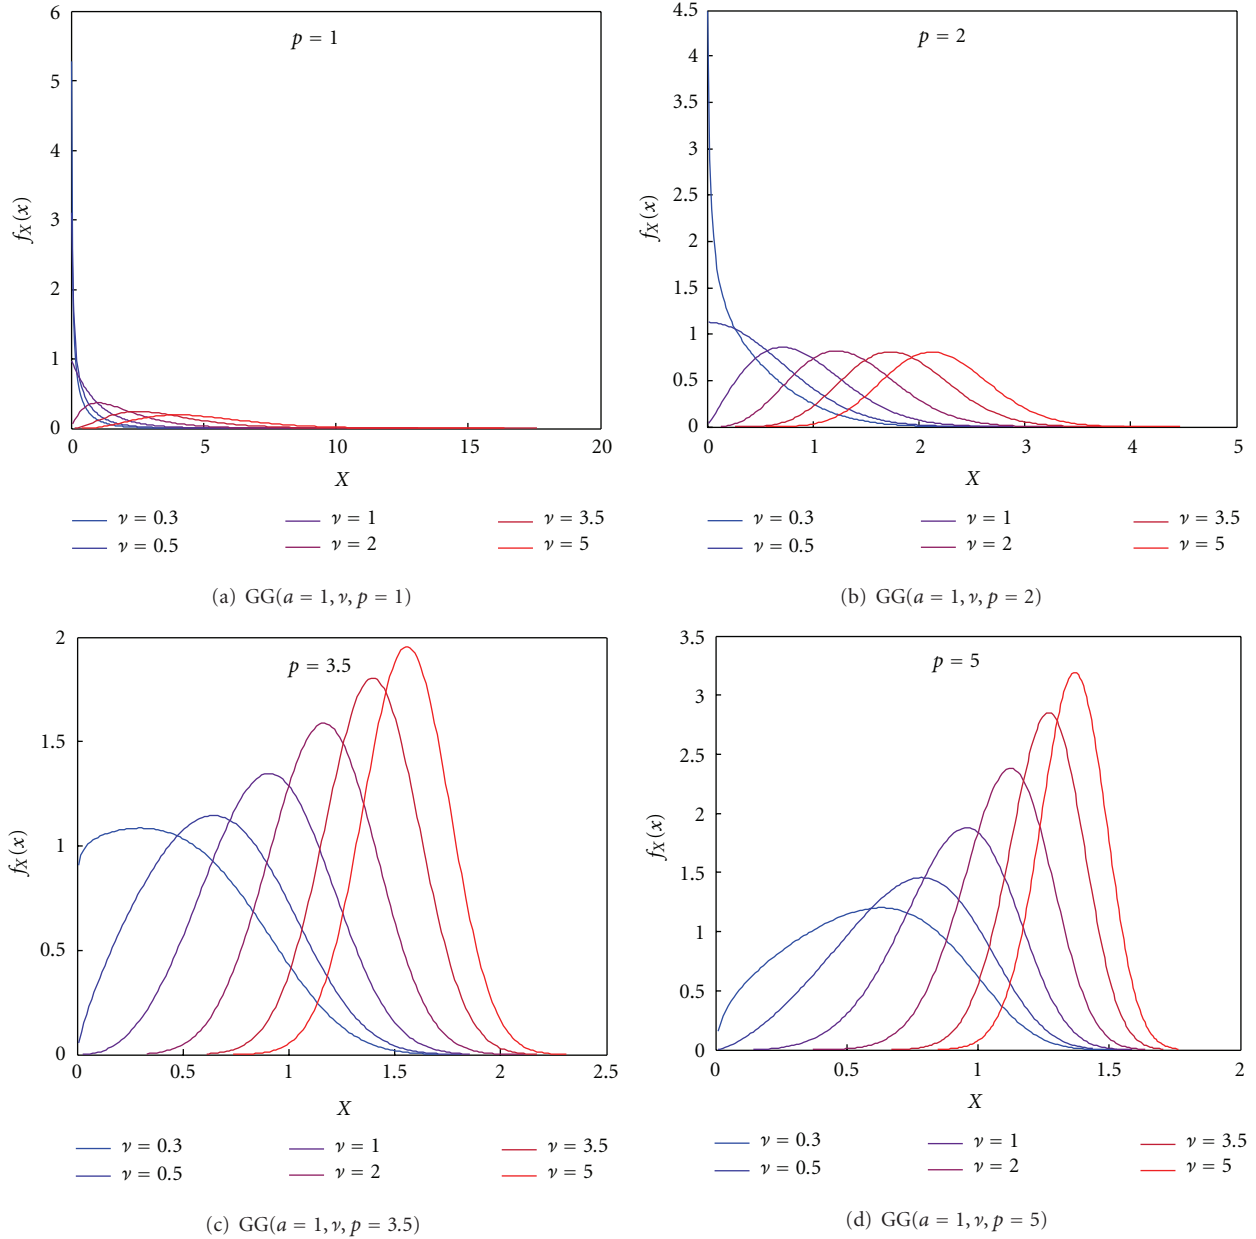 6
5
4
3
2
1
0
f_X(x)
p = 1
0 5 10 15 20
X
ν = 0.3 ν = 1 ν = 3.5
ν = 0.5 ν = 2 ν = 5
(a) GG(a = 1, ν, p = 1)
4.5
4
3.5
3
2.5
2
1.5
1
0.5
0
f_X(x)
p = 2
0 1 2 3 4 5
X
ν = 0.3 ν = 1 ν = 3.5
ν = 0.5 ν = 2 ν = 5
(b) GG(a = 1, ν, p = 2)
2
1.5
1
0.5
0
f_X(x)
p = 3.5
0 0.5 1 1.5 2 2.5
X
ν = 0.3 ν = 1 ν = 3.5
ν = 0.5 ν = 2 ν = 5
(c) GG(a = 1, ν, p = 3.5)
3.5
3
2.5
2
1.5
1
0.5
0
f_X(x)
p = 5
0 0.5 1 1.5 2
X
ν = 0.3 ν = 1 ν = 3.5
ν = 0.5 ν = 2 ν = 5
(d) GG(a = 1, ν, p = 5)